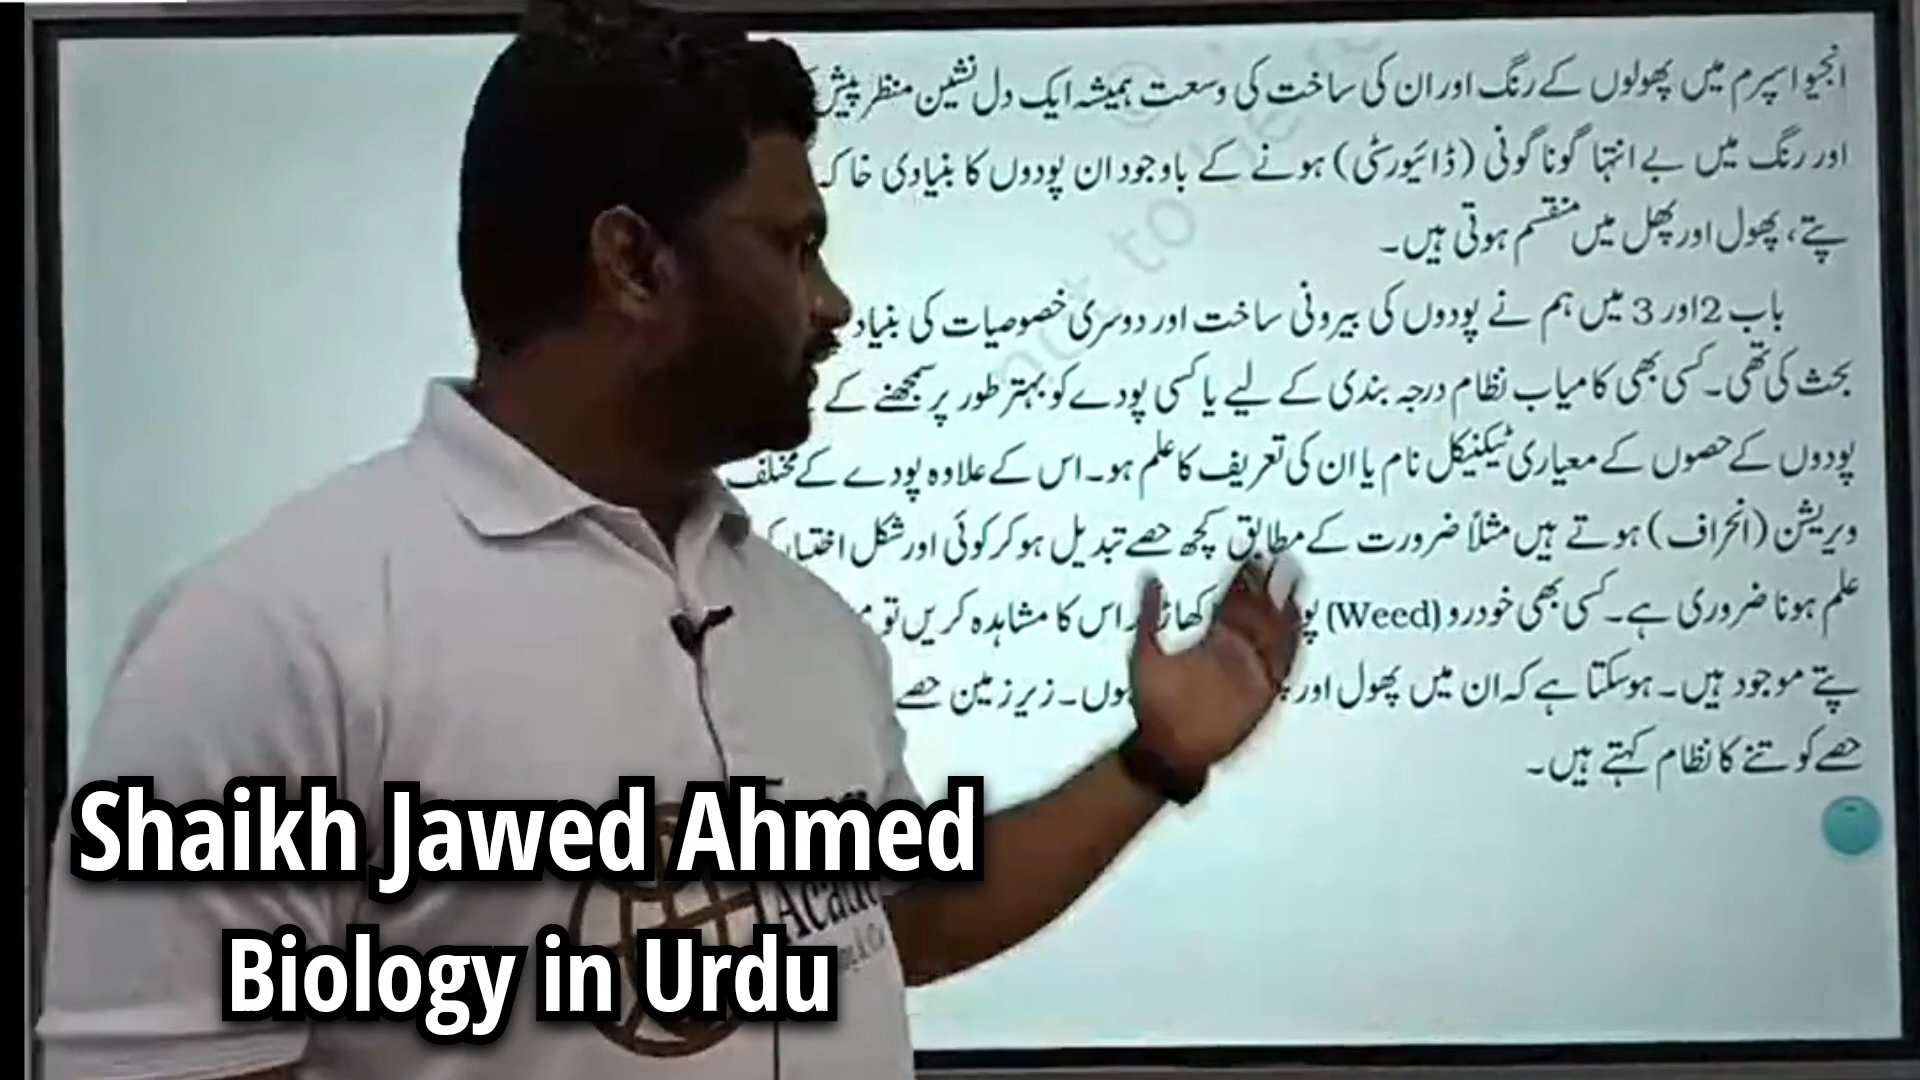 انجیو اسپرم میں پھولوں کے رنگ اور ان کی ساخت کی وسعت ہمیشہ ایک دل نشین منظر پیش
اور رنگ میں بے انتہا گوناگونی (ڈائیورسٹی) ہونے کے باوجود ان پودوں کا بنیادی خاکہ
پتے، پھول اور پھل میں منقسم ہوتی ہیں۔
باب 2 اور 3 میں ہم نے پودوں کی بیرونی ساخت اور دوسری خصوصیات کی بنیاد
بحث کی تھی۔ کسی بھی کامیاب نظام درجہ بندی کے لیے یا کسی پودے کو بہتر طور پر سمجھنے کے
پودوں کے حصوں کے معیاری ٹیکنیکل نام یا ان کی تعریف کا علم ہو۔ اس کے علاوہ پودے کے مختلف
ویریشن (انحراف) ہوتے ہیں مثلاً ضرورت کے مطابق کچھ حصے تبدیل ہو کر کوئی اور شکل اختیار
علم ہونا ضروری ہے۔ کسی بھی خودرو (Weed) اس کا مشاہدہ کریں تو
پتے موجود ہیں۔ ہوسکتا ہے کہ ان میں پھول اور ہوں۔ زیر زمین حصے
حصے کو تنے کا نظام کہتے ہیں۔
Shaikh Jawed Ahmed
Biology in Urdu